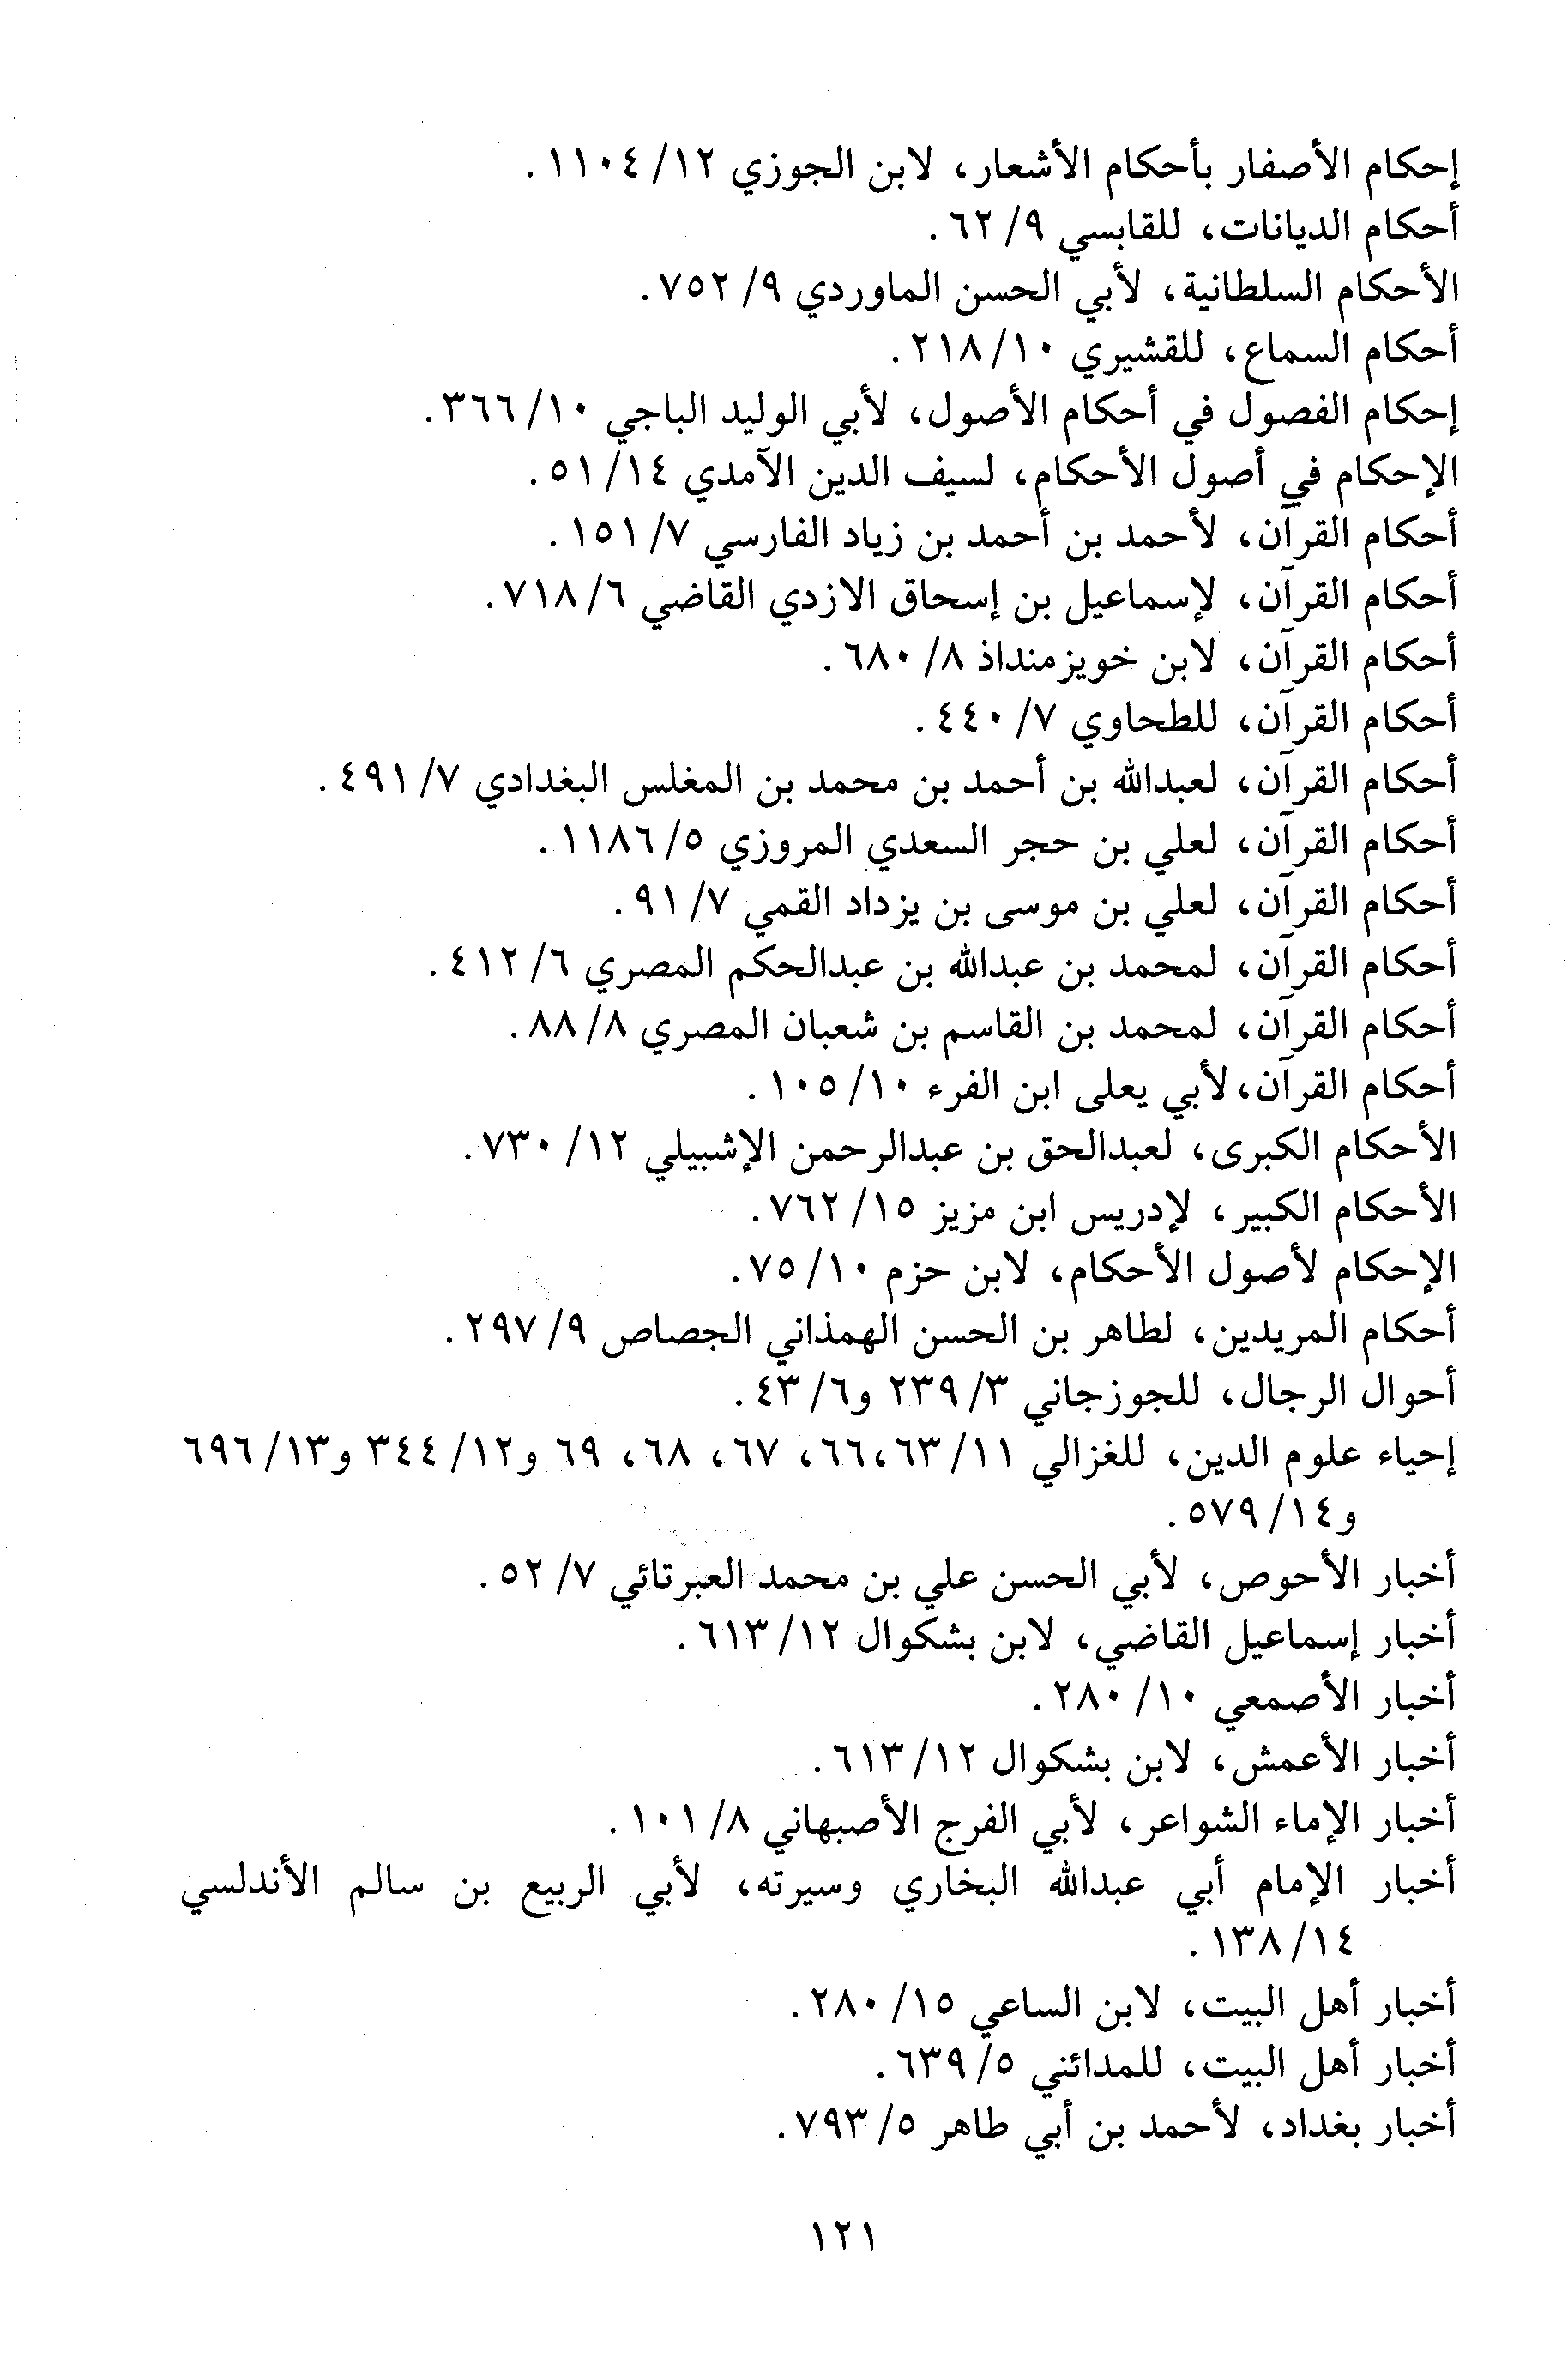 إحكام الأصفار بأحكام الأشعار، لابن الجوزي ١٢/ ١١٠٤.
أحكام الديانات، للقابسي ٩/ ٦٢.
الأحكام السلطانية، لأبي الحسن الماوردي ٩/ ٧٥٢.
أحكام السماع، للقشيري ١٠/ ٢١٨.
إحكام الفصول في أحكام الأصول، لأبي الوليد الباجي ١٠/ ٣٦٦.
الإحكام في أصول الأحكام، لسيف الدين الآمدي ١٤/ ٥١.
أحكام القرآن، لأحمد بن أحمد بن زياد الفارسي ٧/ ١٥١.
أحكام القرآن، لإسماعيل بن إسحاق الازدي القاضي ٦/ ٧١٨.
أحكام القرآن، لابن خويزمنداذ ٨/ ٦٨٠.
أحكام القرآن، للطحاوي ٧/ ٤٤٠.
أحكام القرآن، لعبدالله بن أحمد بن محمد بن المغلس البغدادي ٧/ ٤٩١.
أحكام القرآن، لعلي بن حجر السعدي المروزي ٥/ ١١٨٦.
أحكام القرآن، لعلي بن موسى بن يزداد القمي ٧/ ٩١.
أحكام القرآن، لمحمد بن عبدالله بن عبدالحكم المصري ٦/ ٤١٢.
أحكام القرآن، لمحمد بن القاسم بن شعبان المصري ٨/ ٨٨.
أحكام القرآن، لأبي يعلى ابن الفرء ١٠/ ١٠٥.
الأحكام الكبرى، لعبدالحق بن عبدالرحمن الإشبيلي ١٢/ ٧٣٠.
الأحكام الكبير، لإدريس ابن مزيز ١٥/ ٧٦٢.
الإحكام لأصول الأحكام، لابن حزم ١٠/ ٧٥.
أحكام المريدين، لطاهر بن الحسن الهمذاني الجصاص ٩/ ٢٩٧.
أحوال الرجال، للجوزجاني ٣/ ٢٣٩ و٦/ ٤٣.
إحياء علوم الدين، للغزالي ١١/ ٦٣، ٦٦، ٦٧، ٦٨، ٦٩ و١٢/ ٣٤٤ و١٣/ ٦٩٦
و١٤/ ٥٧٩.
أخبار الأحوص، لأبي الحسن علي بن محمد العبرتائي ٧/ ٥٢.
أخبار إسماعيل القاضي، لابن بشكوال ١٢/ ٦١٣.
أخبار الأصمعي ١٠/ ٢٨٠.
أخبار الأعمش، لابن بشكوال ١٢/ ٦١٣.
أخبار الإماء الشواعر، لأبي الفرج الأصبهاني ٨/ ١٠١.
أخبار الإمام أبي عبدالله البخاري وسيرته، لأبي الربيع بن سالم الأندلسي
١٤/ ١٣٨.
أخبار أهل البيت، لابن الساعي ١٥/ ٢٨٠.
أخبار أهل البيت، للمدائني ٥/ ٦٣٩.
أخبار بغداد، لأحمد بن أبي طاهر ٥/ ٧٩٣.
١٢١